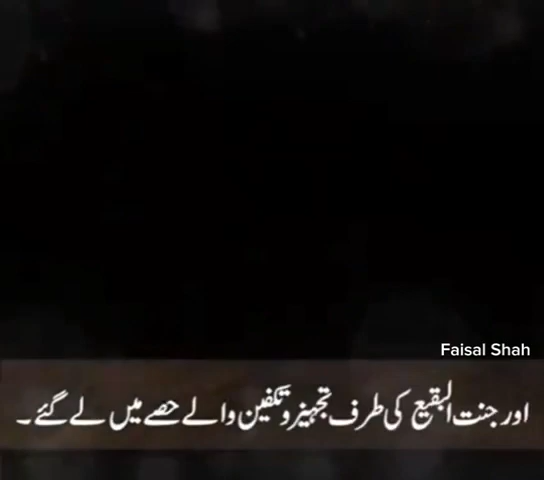 Faisal Shah
اور جنت البقیع کی طرف تجہیز و تکفین والے حصے میں لے گئے۔